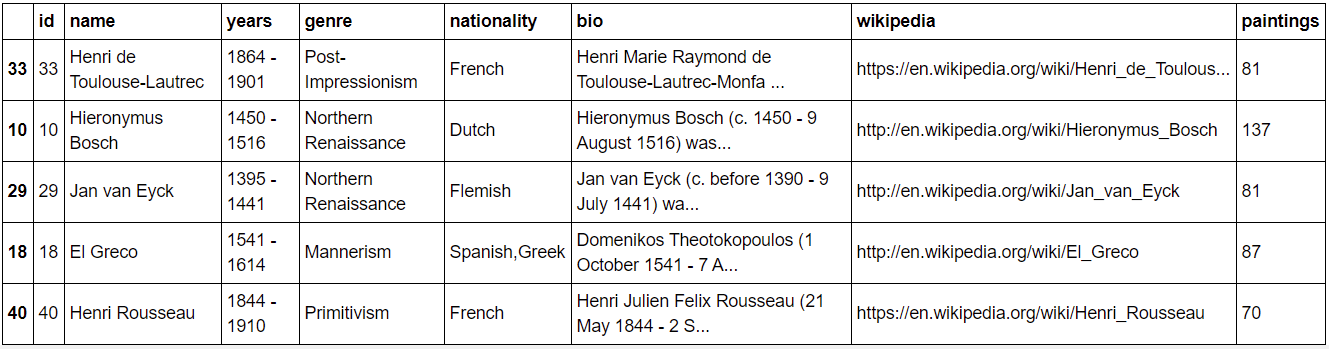 id name years genre nationality bio wikipedia paintings
33 33 Henri de Toulouse-Lautrec 1864 - 1901 Post-Impressionism French Henri Marie Raymond de Toulouse-Lautrec-Monfa ... https://en.wikipedia.org/wiki/Henri_de_Toulous... 81
10 10 Hieronymus Bosch 1450 - 1516 Northern Renaissance Dutch Hieronymus Bosch (c. 1450 - 9 August 1516) was... http://en.wikipedia.org/wiki/Hieronymus_Bosch 137
29 29 Jan van Eyck 1395 - 1441 Northern Renaissance Flemish Jan van Eyck (c. before 1390 - 9 July 1441) wa... http://en.wikipedia.org/wiki/Jan_van_Eyck 81
18 18 El Greco 1541 - 1614 Mannerism Spanish,Greek Domenikos Theotokopoulos (1 October 1541 - 7 A... http://en.wikipedia.org/wiki/El_Greco 87
40 40 Henri Rousseau 1844 - 1910 Primitivism French Henri Julien Felix Rousseau (21 May 1844 - 2 S... https://en.wikipedia.org/wiki/Henri_Rousseau 70